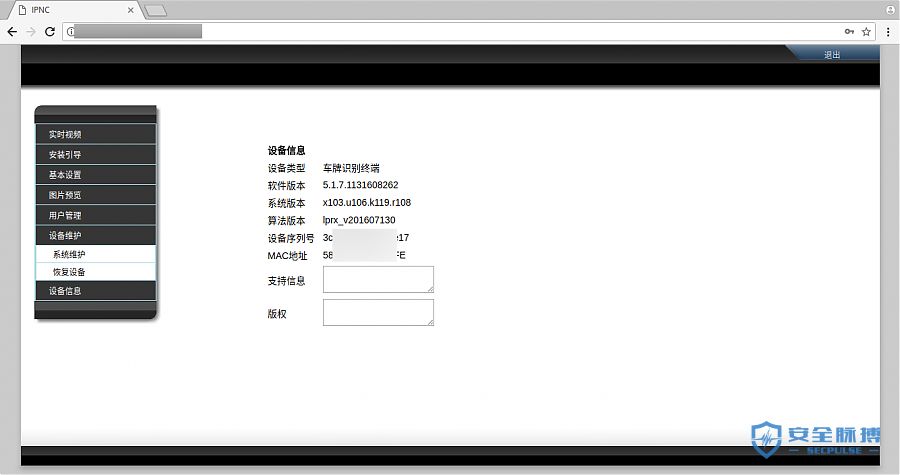 IPNC
退出
实时视频
安装引导
基本设置
图片预览
用户管理
设备维护
系统维护
恢复设备
设备信息
设备信息
设备类型 车牌识别终端
软件版本 5.1.7.1131608262
系统版本 x103.u106.k119.r108
算法版本 lprx_v201607130
设备序列号 3c e17
MAC地址 58 FE
支持信息
版权
安全脉搏
SECPULSE